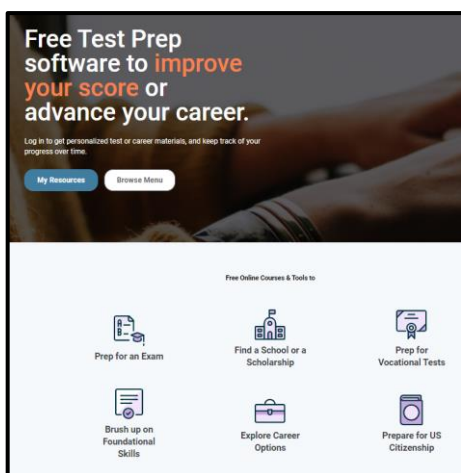 Free Test Prep
software to improve
your score or
advance your career.
Log in to get personalized test or career materials, and keep track of your
progress over time.
My Resources
Browse Menu
Free Online Courses & Tools to
Prep for an Exam
Find a School or a
Scholarship
Prep for
Vocational Tests
Brush up on
Foundational
Skills
Explore Career
Options
Prepare for US
Citizenship